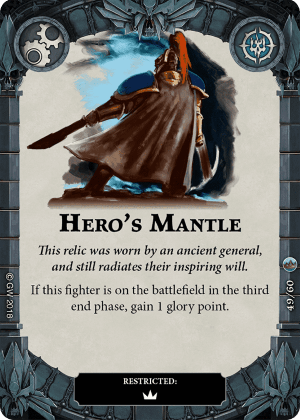 HERO'S MANTLE
This relic was worn by an ancient general,
and still radiates their inspiring will.
If this fighter is on the battlefield in the third
end phase, gain 1 glory point.
© GW 2018
49/60
RESTRICTED: